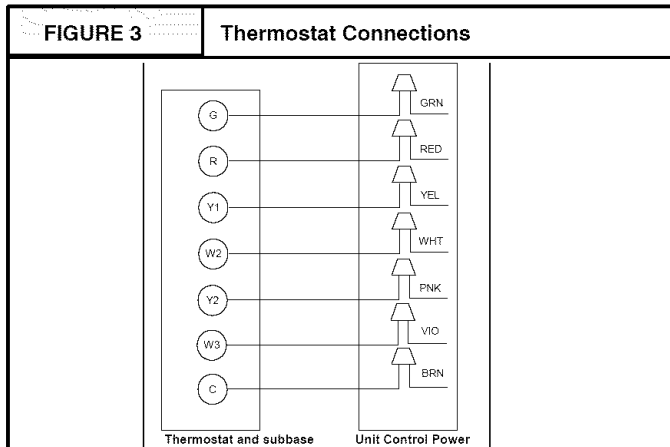 FIGURE 3
Thermostat Connections
G
GRN
R
RED
Y1
YEL
W2
WHT
Y2
PNK
W3
VIO
C
BRN
Thermostat and subbase
Unit Control Power